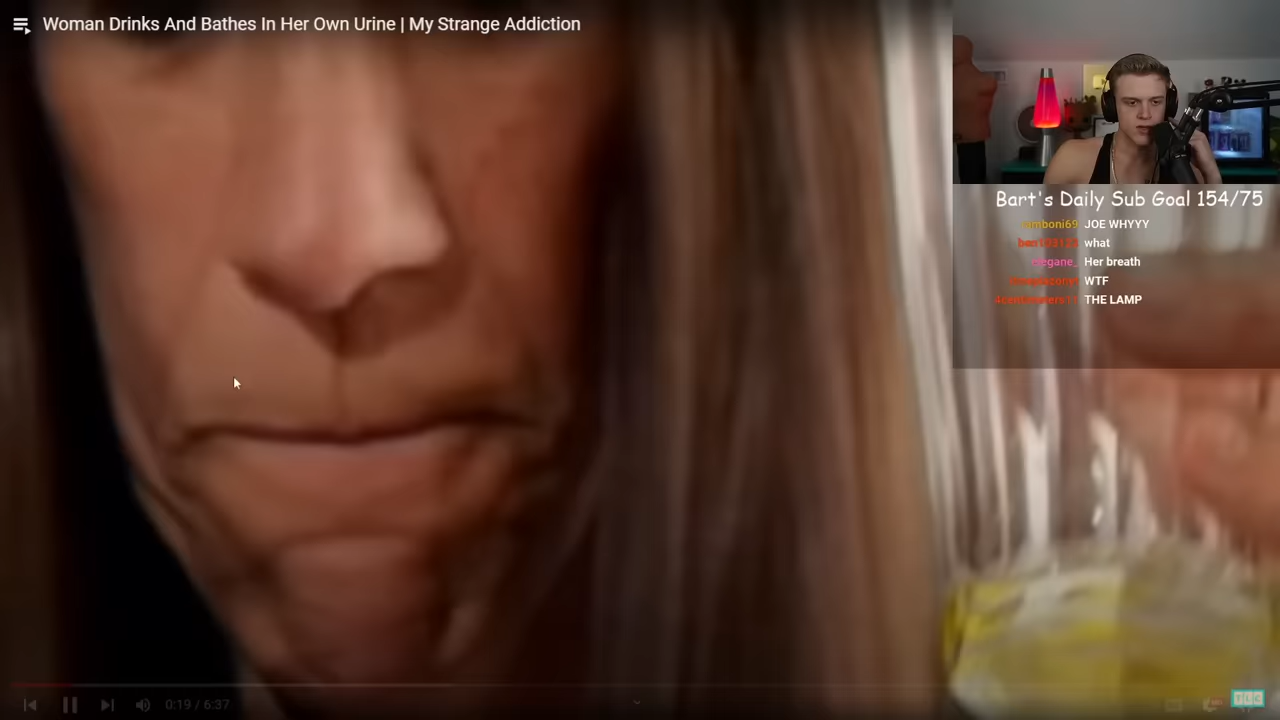 Woman Drinks And Bathes In Her Own Urine | My Strange Addiction
Bart's Daily Sub Goal 154/75
JOE WHYYY
what
Her breath
WTF
THE LAMP
0:19 / 6:37
TLC